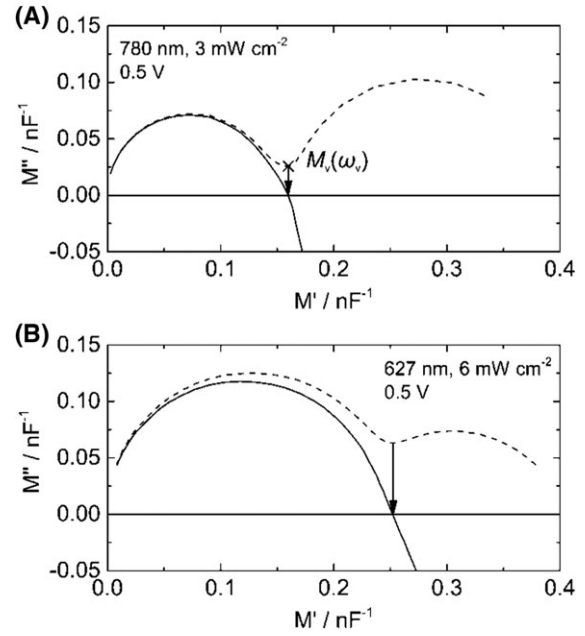 (A)
780 nm, 3 mW cm⁻²
0.5 V
Mᵥ(ωᵥ)
M'' / nF⁻¹
0.15
0.10
0.05
0.00
-0.05
0.0 0.1 0.2 0.3 0.4
M' / nF⁻¹
(B)
627 nm, 6 mW cm⁻²
0.5 V
M'' / nF⁻¹
0.15
0.10
0.05
0.00
-0.05
0.0 0.1 0.2 0.3 0.4
M' / nF⁻¹